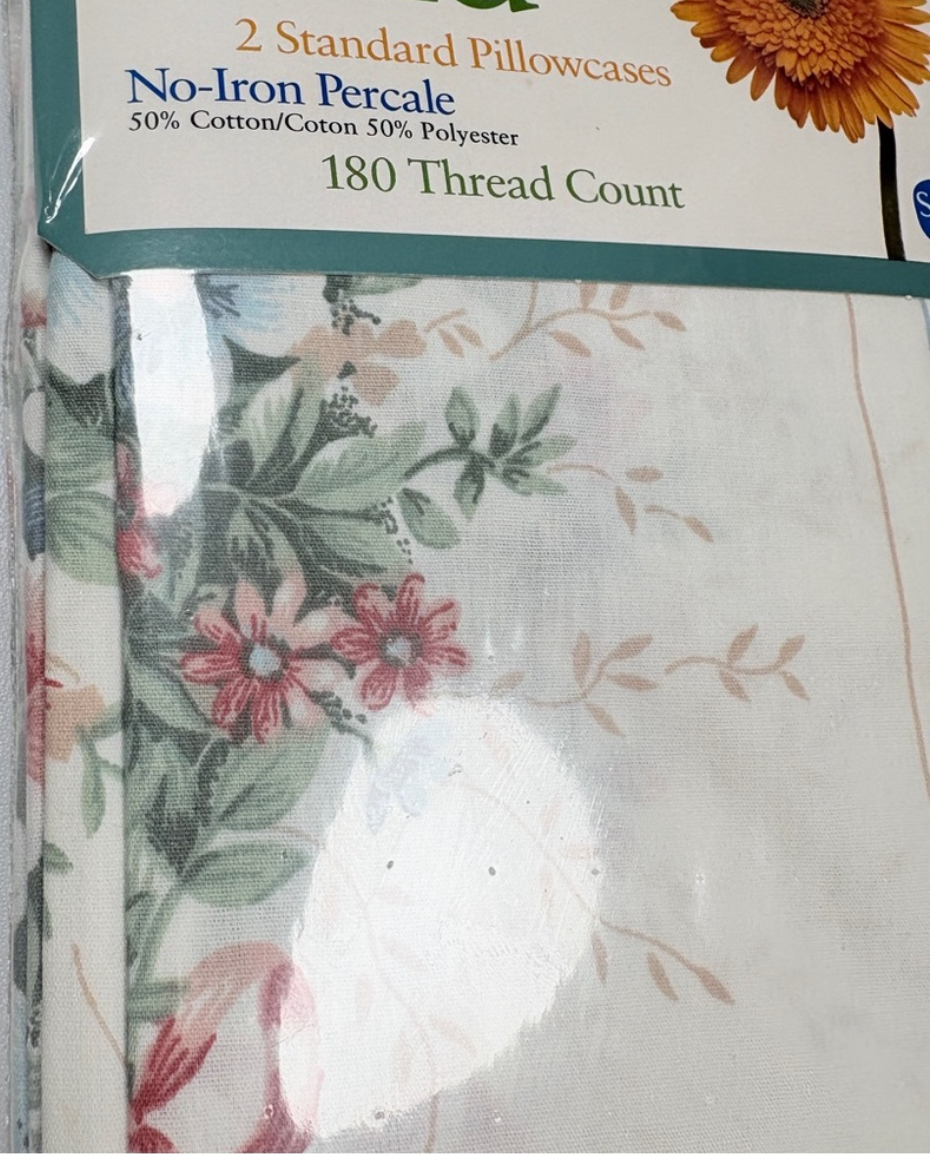 2 Standard Pillowcases
No-Iron Percale
50% Cotton/Coton 50% Polyester
180 Thread Count